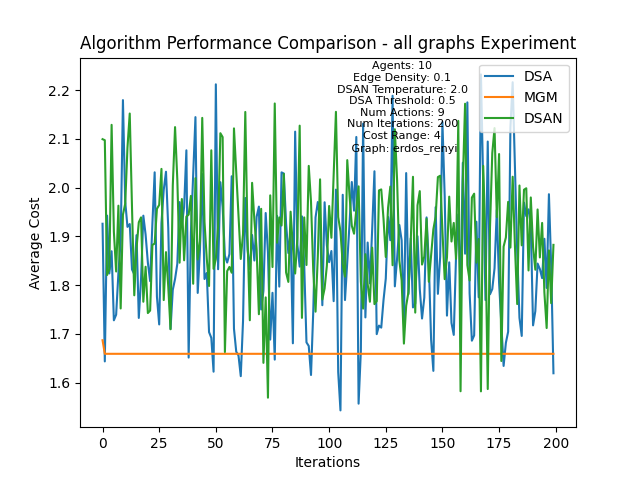 Algorithm Performance Comparison - all graphs Experiment
Agents: 10
Edge Density: 0.1
DSAN Temperature: 2.0
DSA Threshold: 0.5
Num Actions: 9
Num Iterations: 200
Cost Range: 4
Graph: erdos_renyi
DSA
MGM
DSAN
Average Cost
2.2
2.1
2.0
1.9
1.8
1.7
1.6
0
25
50
75
100
125
150
175
200
Iterations